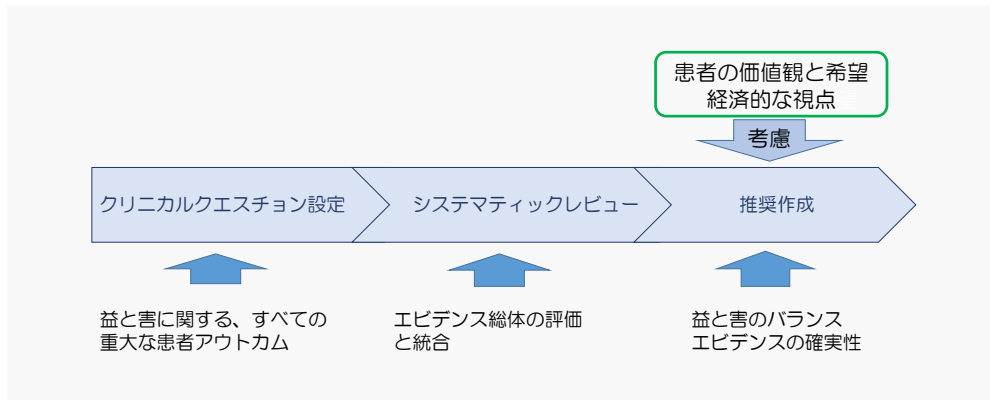 患者の価値観と希望
経済的な視点
考慮
クリニカルクエスチョン設定
システマティックレビュー
推奨作成
益と害に関する、すべての
重大な患者アウトカム
エビデンス総体の評価
と統合
益と害のバランス
エビデンスの確実性